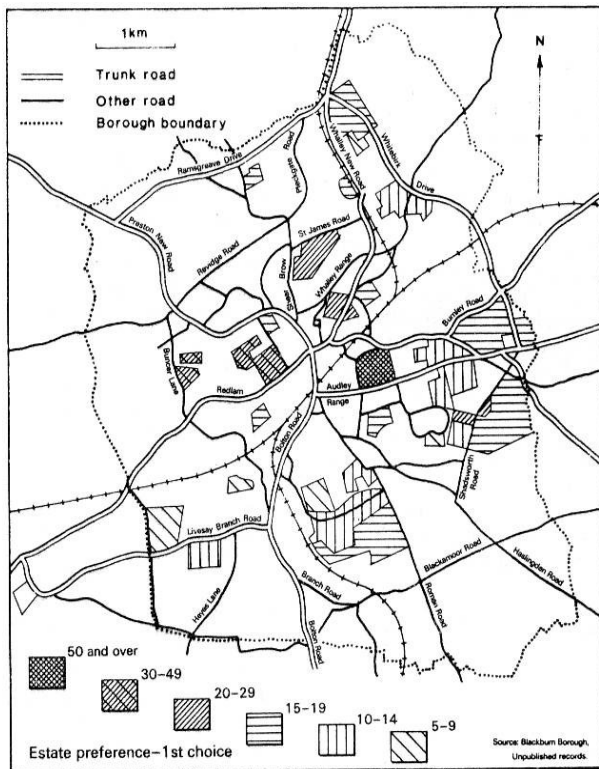 1km
N
Trunk road
Other road
Borough boundary
Ramsgreave Drive
Pleckgate Road
Whalley New Road
Whitebirk Drive
Preston New Road
Revidge Road
St James Road
Shear Brow
Whalley Range
Burnley Road
Buncer Lane
Redlam
Audley Range
Bolton Road
Shadsworth Road
Livesay Branch Road
Heyes Lane
Branch Road
Blackamoor Road
Roman Road
Haslingden Road
Bolton Road
50 and over
30-49
20-29
15-19
10-14
5-9
Estate preference-1st choice
Source: Blackburn Borough,
Unpublished records.